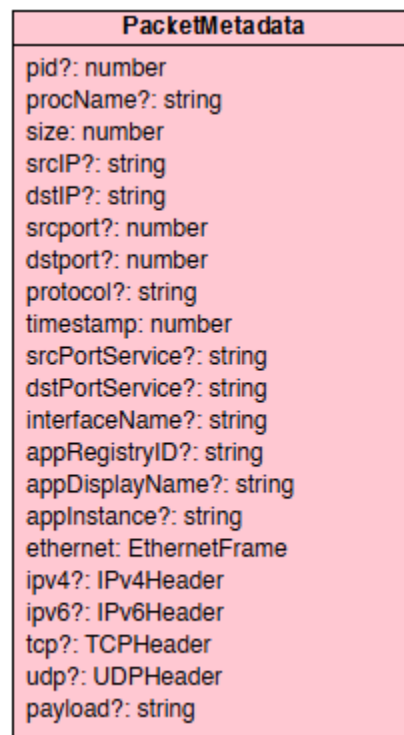 PacketMetadata
pid?: number
procName?: string
size: number
srcIP?: string
dstIP?: string
srcport?: number
dstport?: number
protocol?: string
timestamp: number
srcPortService?: string
dstPortService?: string
interfaceName?: string
appRegistryID?: string
appDisplayName?: string
appInstance?: string
ethernet: EthernetFrame
ipv4?: IPv4Header
ipv6?: IPv6Header
tcp?: TCPHeader
udp?: UDPHeader
payload?: string